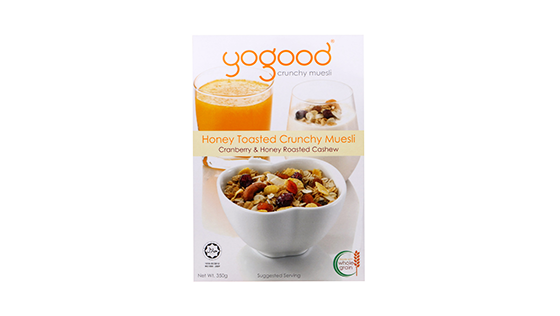 yogood®
crunchy muesli
Honey Toasted Crunchy Muesli
Cranberry & Honey Roasted Cashew
whole
grain
Net Wt. 350g
Suggested Serving